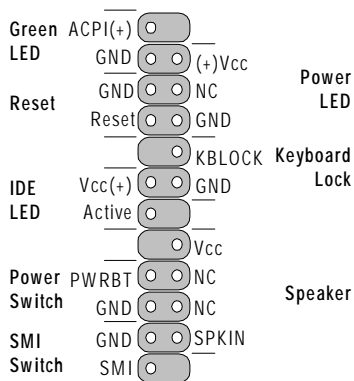 Green LED
ACPI(+)
GND
(+)Vcc
Power LED
Reset
GND
NC
Reset
GND
KBLOCK
Keyboard Lock
IDE LED
Vcc(+)
GND
Active
Vcc
Power Switch
PWRBT
NC
Speaker
GND
NC
SMI Switch
GND
SPKIN
SMI